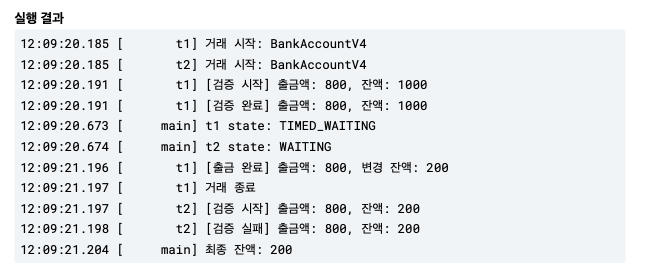 실행 결과
12:09:20.185 [       t1] 거래 시작: BankAccountV4
12:09:20.185 [       t2] 거래 시작: BankAccountV4
12:09:20.191 [       t1] [검증 시작] 출금액: 800, 잔액: 1000
12:09:20.191 [       t1] [검증 완료] 출금액: 800, 잔액: 1000
12:09:20.673 [     main] t1 state: TIMED_WAITING
12:09:20.674 [     main] t2 state: WAITING
12:09:21.196 [       t1] [출금 완료] 출금액: 800, 변경 잔액: 200
12:09:21.197 [       t1] 거래 종료
12:09:21.197 [       t2] [검증 시작] 출금액: 800, 잔액: 200
12:09:21.198 [       t2] [검증 실패] 출금액: 800, 잔액: 200
12:09:21.204 [     main] 최종 잔액: 200